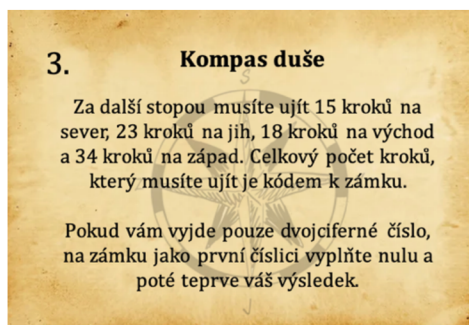 3.
Kompas duše
S
Za další stopou musíte ujít 15 kroků na
sever, 23 kroků na jih, 18 kroků na východ
a 34 kroků na západ. Celkový počet kroků,
který musíte ujít je kódem k zámku.
Pokud vám vyjde pouze dvojciferné číslo,
na zámku jako první číslici vyplňte nulu a
poté teprve váš výsledek.
J